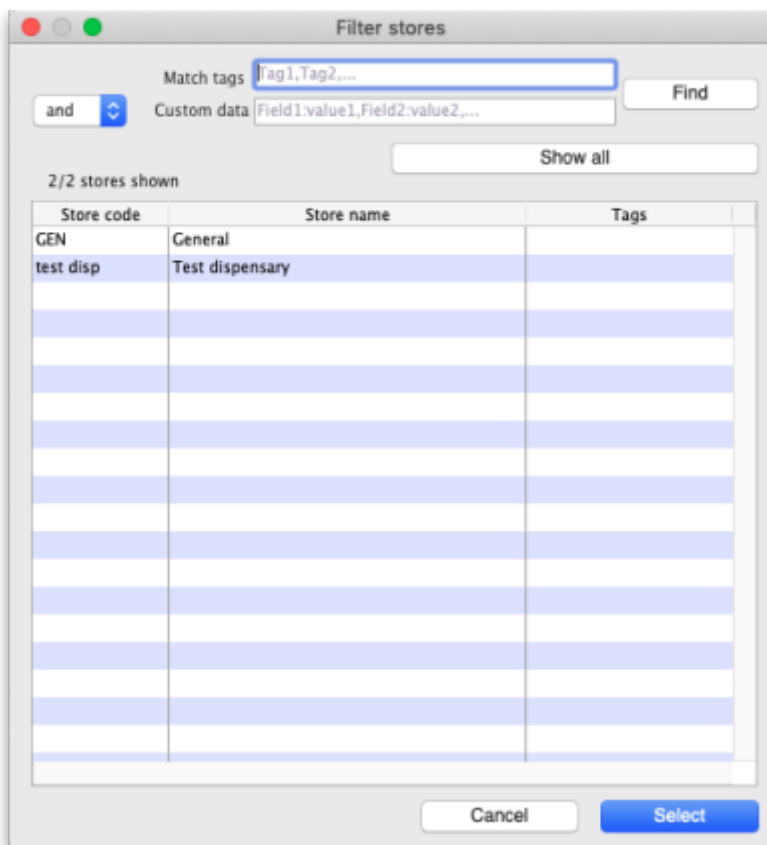 Filter stores
Match tags Tag1,Tag2,...
Find
and Custom data Field1:value1,Field2:value2,...
Show all
2/2 stores shown
Store code Store name Tags
GEN General
test disp Test dispensary
Cancel Select